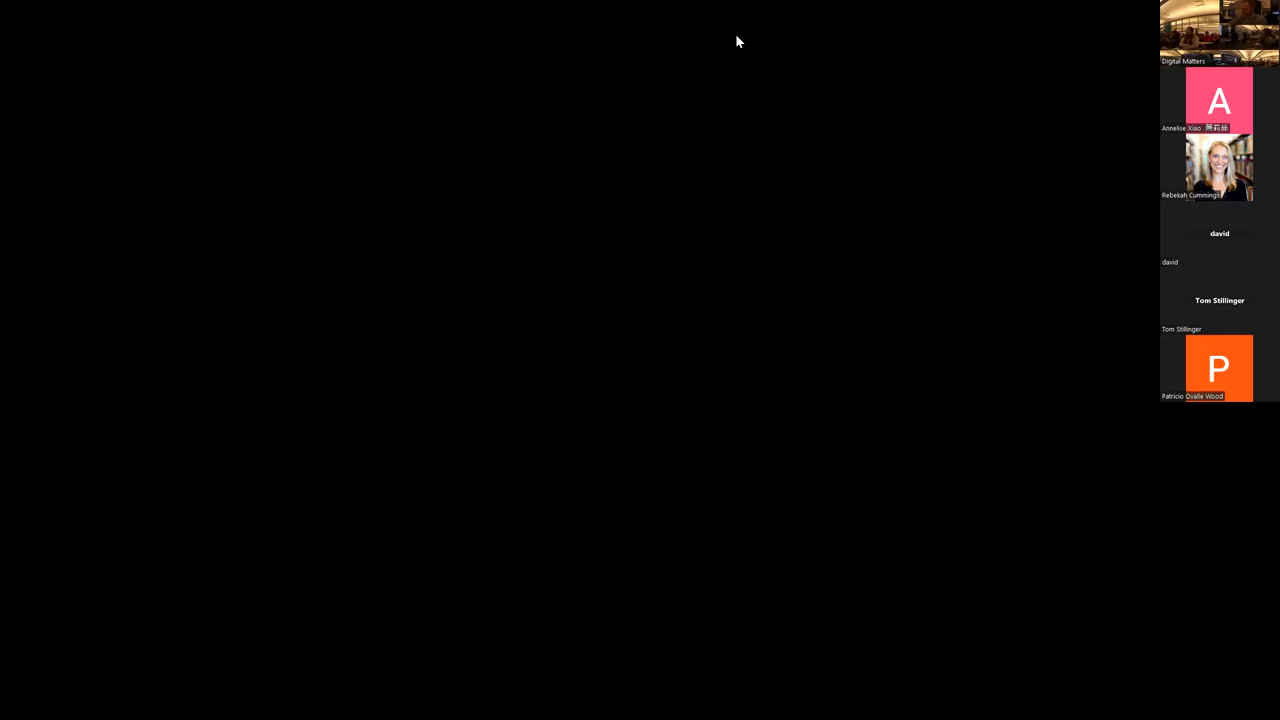 Digital Matters
A
Annelise Xiao
Rebekah Cummings
david
david
Tom Stillinger
Tom Stillinger
P
Patricio Ovalle Wood